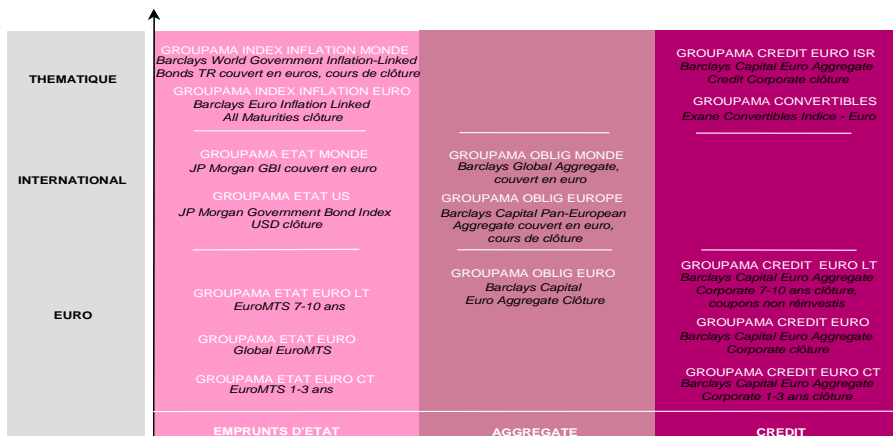 THEMATIQUE
GROUPAMA INDEX INFLATION MONDE
Barclays World Government Inflation-Linked
Bonds TR couvert en euros, cours de clôture
GROUPAMA INDEX INFLATION EURO
Barclays Euro Inflation Linked
All Maturities clôture
GROUPAMA CREDIT EURO ISR
Barclays Capital Euro Aggregate
Credit Corporate clôture
GROUPAMA CONVERTIBLES
Exane Convertibles Indice - Euro
INTERNATIONAL
GROUPAMA ETAT MONDE
JP Morgan GBI couvert en euro
GROUPAMA ETAT US
JP Morgan Government Bond Index
USD clôture
GROUPAMA OBLIG MONDE
Barclays Global Aggregate,
couvert en euro
GROUPAMA OBLIG EUROPE
Barclays Capital Pan-European
Aggregate couvert en euro,
cours de clôture
EURO
GROUPAMA ETAT EURO LT
EuroMTS 7-10 ans
GROUPAMA ETAT EURO
Global EuroMTS
GROUPAMA ETAT EURO CT
EuroMTS 1-3 ans
GROUPAMA OBLIG EURO
Barclays Capital
Euro Aggregate Clôture
GROUPAMA CREDIT EURO LT
Barclays Capital Euro Aggregate
Corporate 7-10 ans clôture,
coupons non réinvestis
GROUPAMA CREDIT EURO
Barclays Capital Euro Aggregate
Corporate clôture
GROUPAMA CREDIT EURO CT
Barclays Capital Euro Aggregate
Corporate 1-3 ans clôture
EMPRUNTS D'ETAT
AGGREGATE
CREDIT